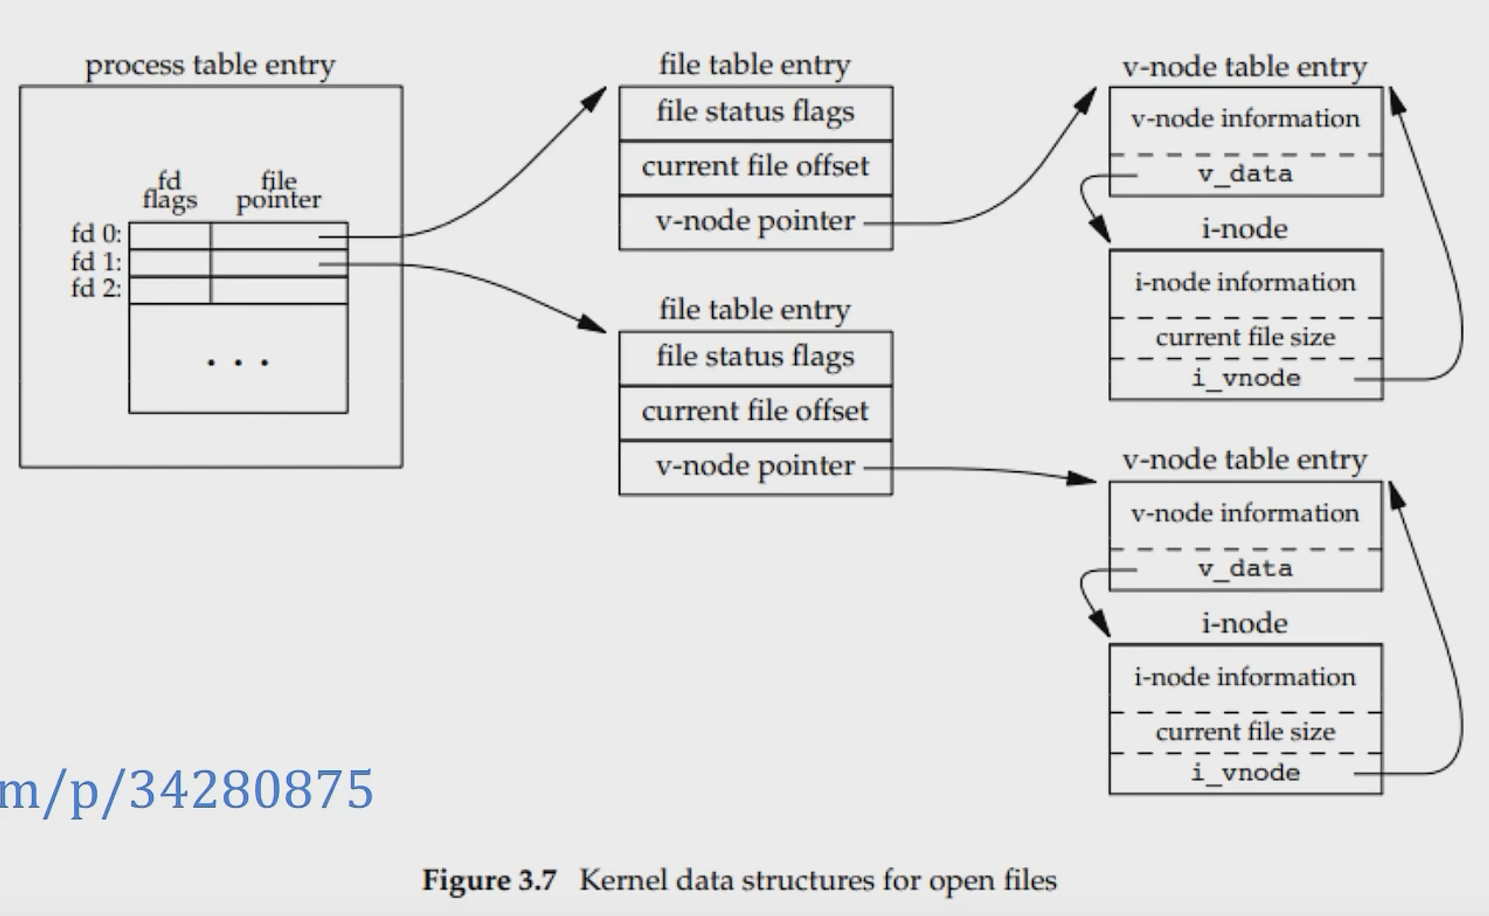 process table entry
fd
flags
file
pointer
fd 0:
fd 1:
fd 2:
. . .
file table entry
file status flags
current file offset
v-node pointer
file table entry
file status flags
current file offset
v-node pointer
v-node table entry
v-node information
v_data
i-node
i-node information
current file size
i_vnode
v-node table entry
v-node information
v_data
i-node
i-node information
current file size
i_vnode
m/p/34280875
Figure 3.7 Kernel data structures for open files